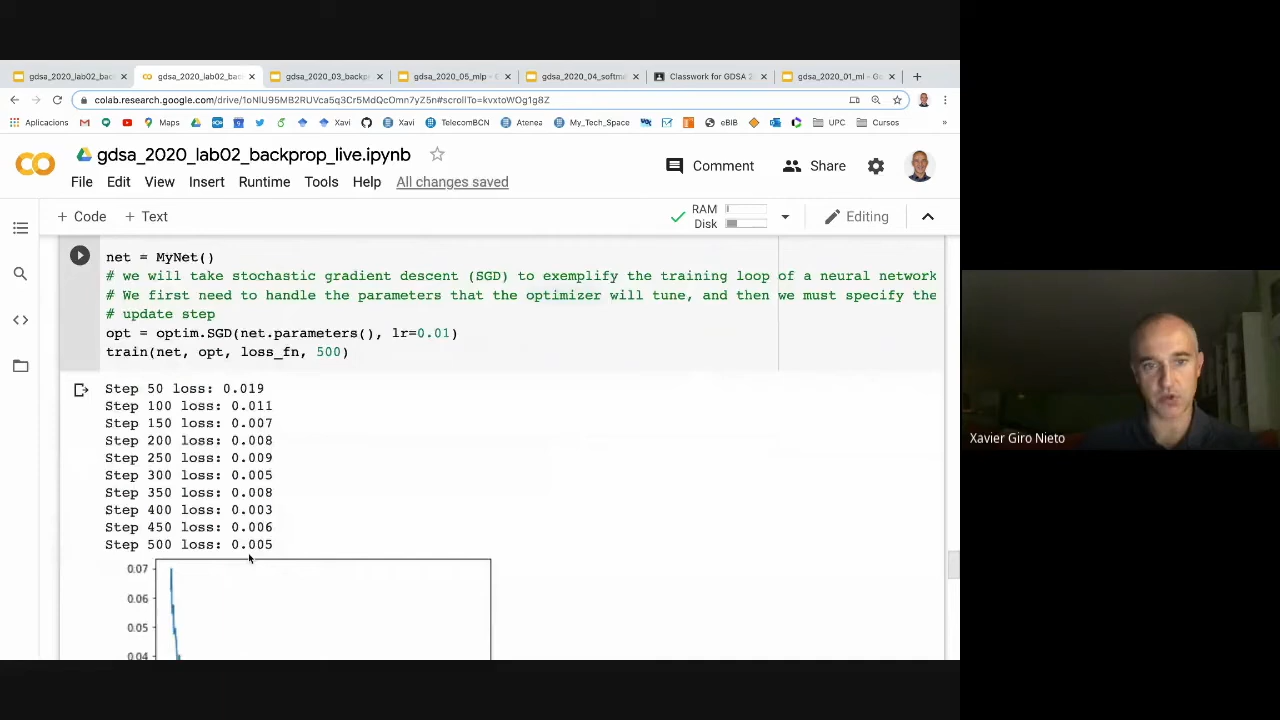 gdsa_2020_lab02_back
gdsa_2020_lab02_bac
gdsa_2020_03_backp
gdsa_2020_05_mlp - G
gdsa_2020_04_softm
Classwork for GDSA 2
gdsa_2020_01_ml - Go
colab.research.google.com/drive/1oNlU95MB2RUVca5q3Cr5MdQcOmn7yZ5n#scrollTo=kvxtoWOg1g8Z
Aplicacions
Maps
Xavi
Xavi
TelecomBCN
Atenea
My_Tech_Space
eBIB
UPC
Cursos
»
CO
gdsa_2020_lab02_backprop_live.ipynb
Comment
Share
File Edit View Insert Runtime Tools Help All changes saved
+ Code + Text
RAM
Disk
Editing
net = MyNet()
# we will take stochastic gradient descent (SGD) to exemplify the training loop of a neural network
# We first need to handle the parameters that the optimizer will tune, and then we must specify the
# update step
opt = optim.SGD(net.parameters(), lr=0.01)
train(net, opt, loss_fn, 500)
Step 50 loss: 0.019
Step 100 loss: 0.011
Step 150 loss: 0.007
Step 200 loss: 0.008
Step 250 loss: 0.009
Step 300 loss: 0.005
Step 350 loss: 0.008
Step 400 loss: 0.003
Step 450 loss: 0.006
Step 500 loss: 0.005
0.07
0.06
0.05
0.04
Xavier Giro Nieto